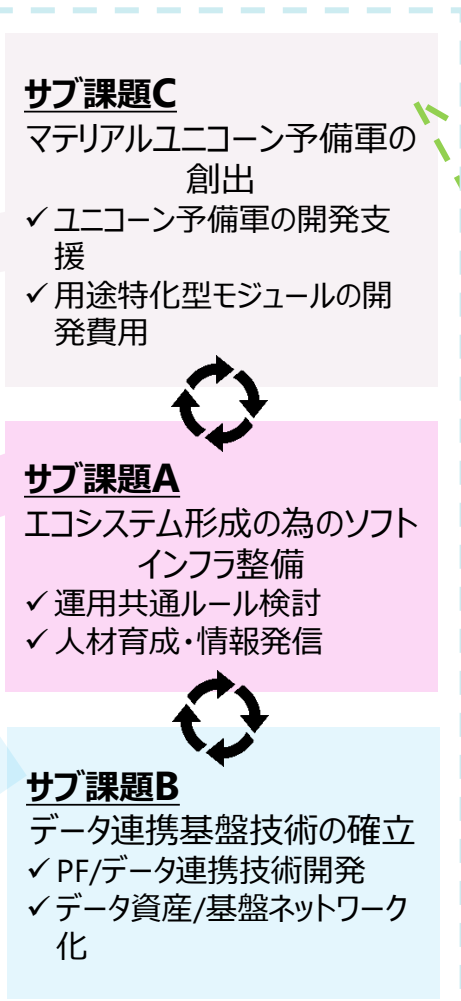 サブ課題C
マテリアルユニコーン予備軍の
創出
✓ユニコーン予備軍の開発支
援
✓用途特化型モジュールの開
発費用
サブ課題A
エコシステム形成の為のソフト
インフラ整備
✓運用共通ルール検討
✓人材育成・情報発信
サブ課題B
データ連携基盤技術の確立
✓PF/データ連携技術開発
✓データ資産/基盤ネットワーク
化